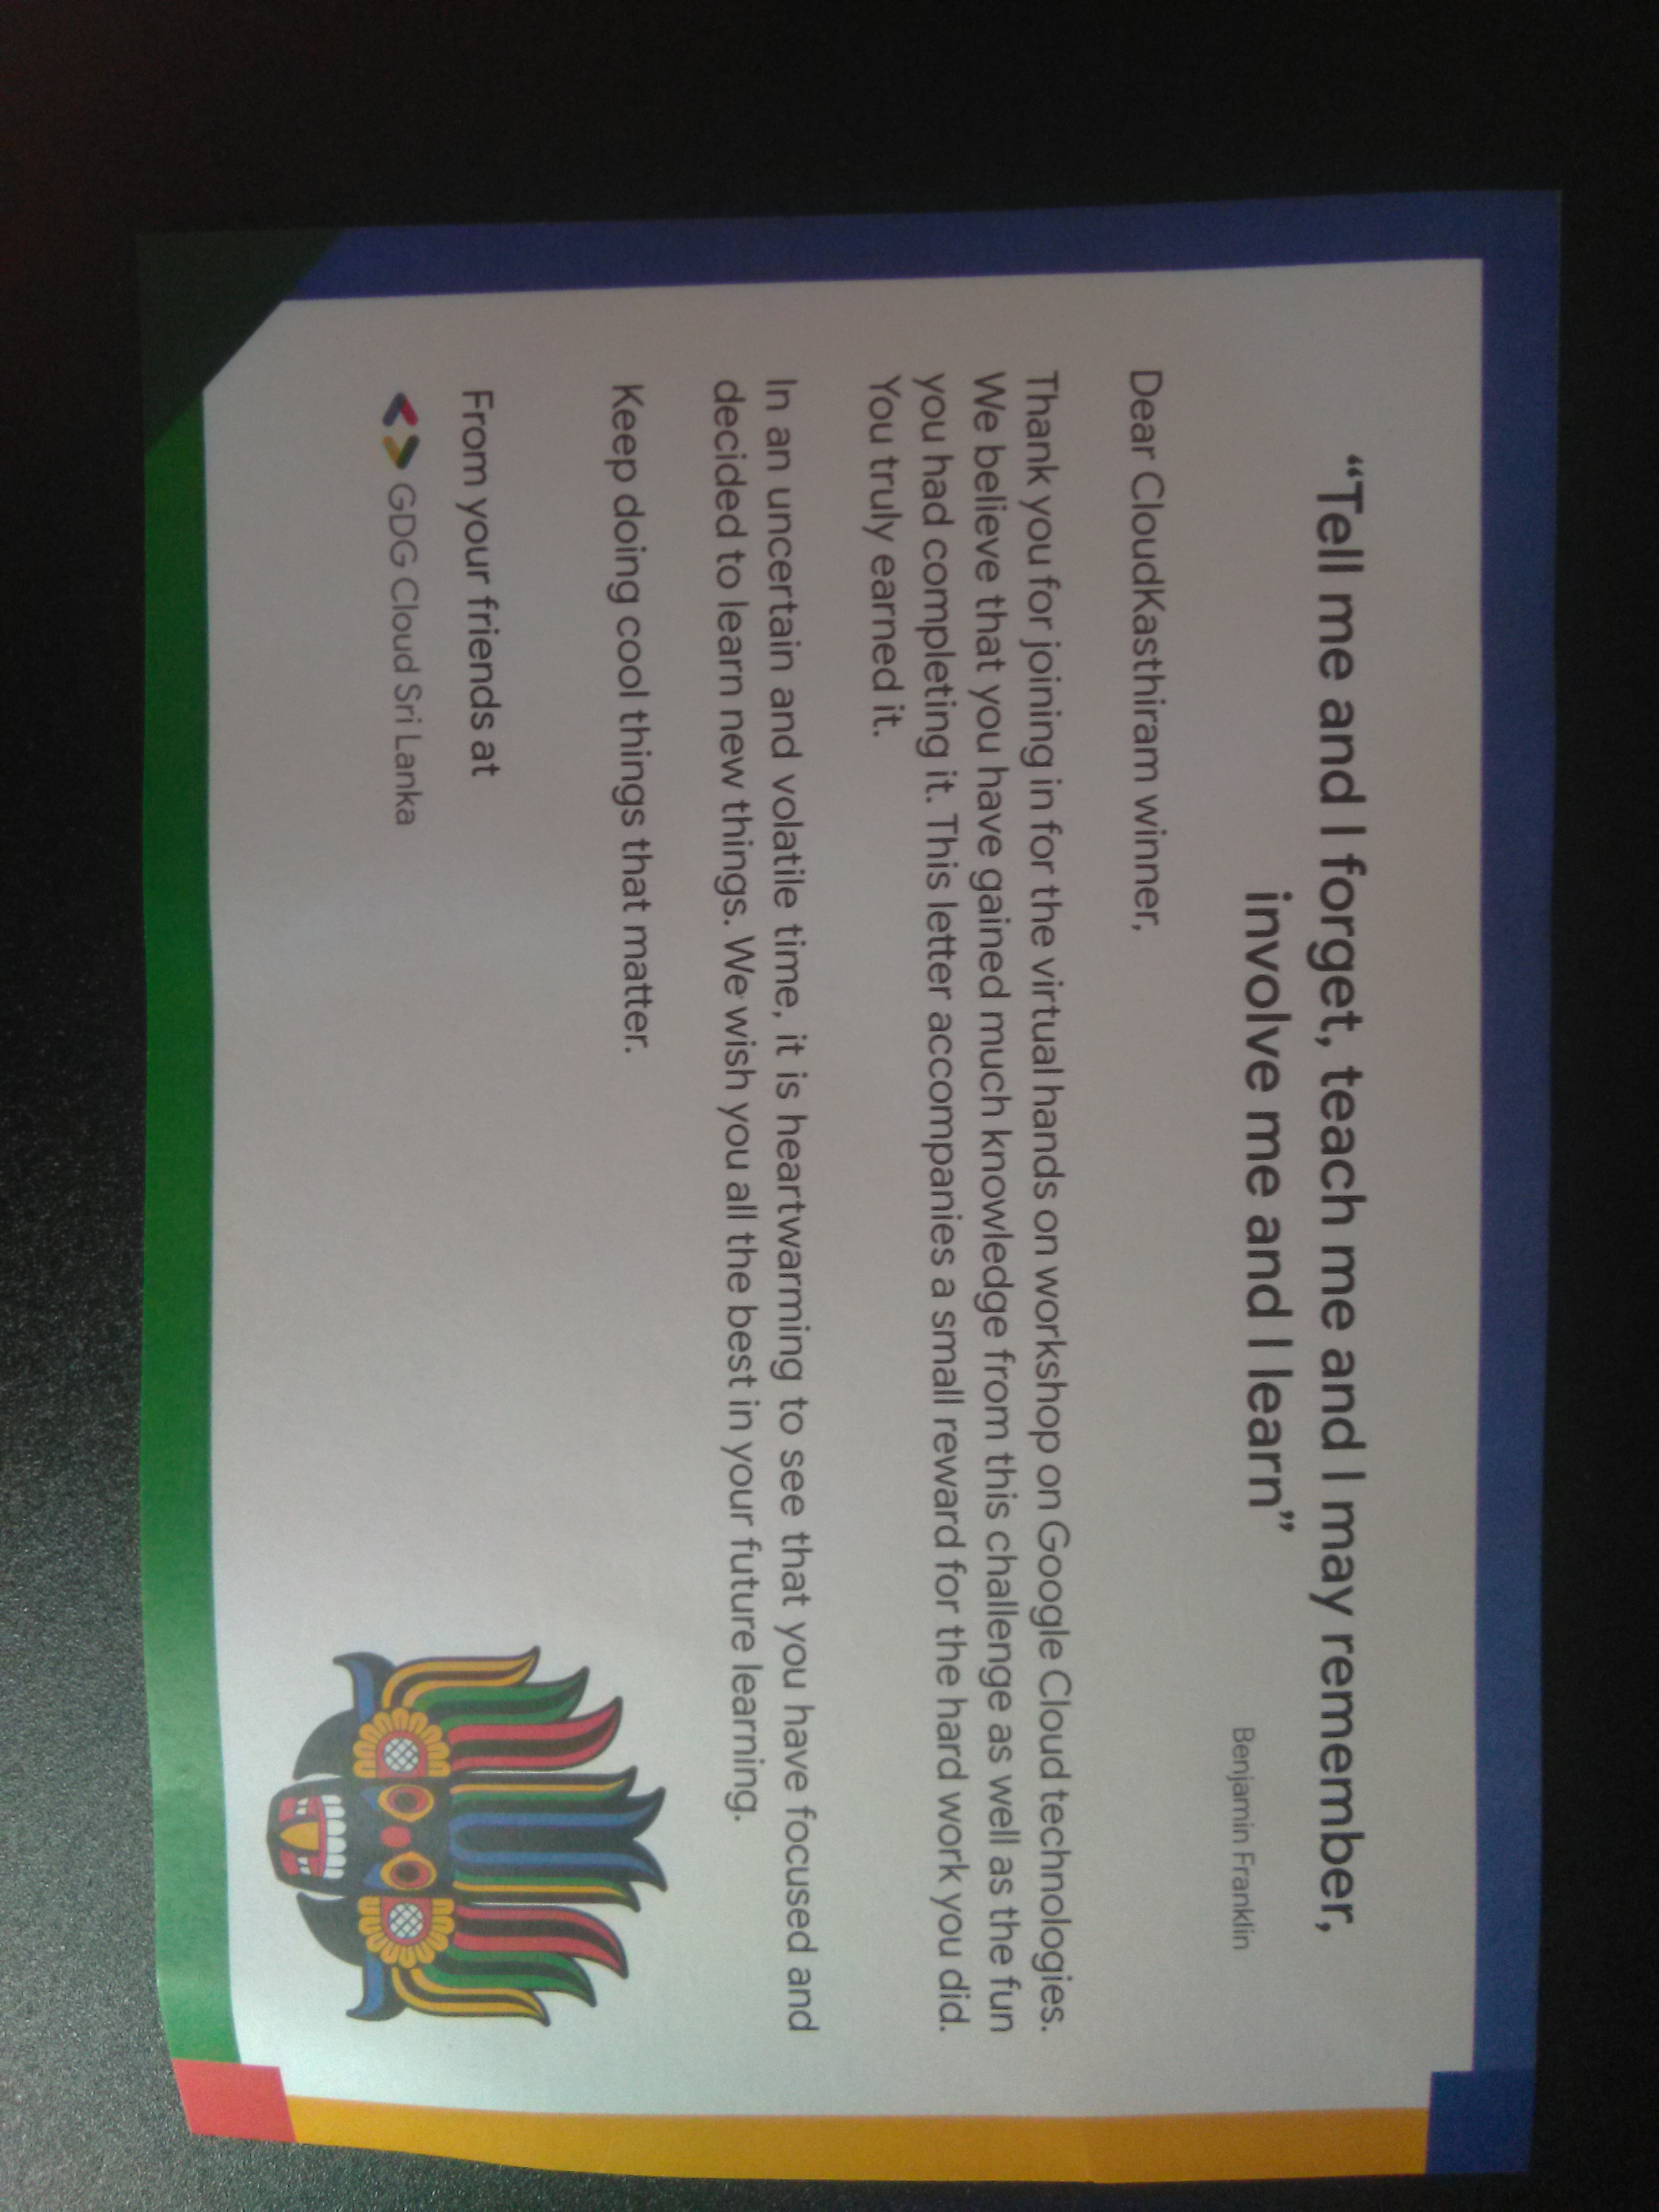 “Tell me and I forget, teach me and I may remember,
involve me and I learn”
Benjamin Franklin
Dear CloudKasthiram winner,
Thank you for joining in for the virtual hands on workshop on Google Cloud technologies.
We believe that you have gained much knowledge from this challenge as well as the fun
you had completing it. This letter accompanies a small reward for the hard work you did.
You truly earned it.
In an uncertain and volatile time, it is heartwarming to see that you have focused and
decided to learn new things. We wish you all the best in your future learning.
Keep doing cool things that matter.
From your friends at
GDG Cloud Sri Lanka